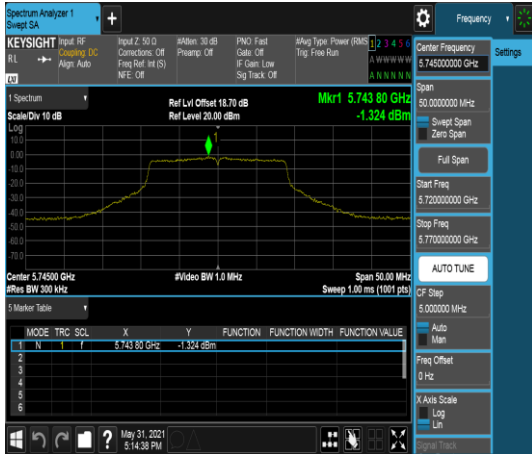 Spectrum Analyzer 1
Swept SA
+
Frequency
KEYSIGHT
RL
Input: RF
Coupling: DC
Align: Auto
Input Z: 50 Ω
Corrections: Off
Freq Ref: Int (S)
NFE: Off
#Atten: 30 dB
Preamp: Off
PNO: Fast
Gate: Off
IF Gain: Low
Sig Track: Off
#Avg Type: Power (RMS
Trig: Free Run
1 2 3 4 5 6
A W W W W W
A N N N N N
LXI
1 Spectrum
Scale/Div 10 dB
Ref Lvl Offset 18.70 dB
Ref Level 20.00 dBm
Mkr1 5.743 80 GHz
-1.324 dBm
Log
1
10.0
0.00
-10.0
-20.0
-30.0
-40.0
-50.0
-60.0
-70.0
Center 5.74500 GHz
#Res BW 300 kHz
#Video BW 1.0 MHz
Span 50.00 MHz
Sweep 1.00 ms (1001 pts)
5 Marker Table
MODE TRC SCL X Y FUNCTION FUNCTION WIDTH FUNCTION VALUE
1 N 1 f 5.743 80 GHz -1.324 dBm
2
3
4
5
6
May 31, 2021
5:14:38 PM
?
Center Frequency
5.745000000 GHz
Settings
Span
50.0000000 MHz
Swept Span
Zero Span
Full Span
Start Freq
5.720000000 GHz
Stop Freq
5.770000000 GHz
AUTO TUNE
CF Step
5.000000 MHz
Auto
Man
Freq Offset
0 Hz
X Axis Scale
Log
Lin
Signal Track